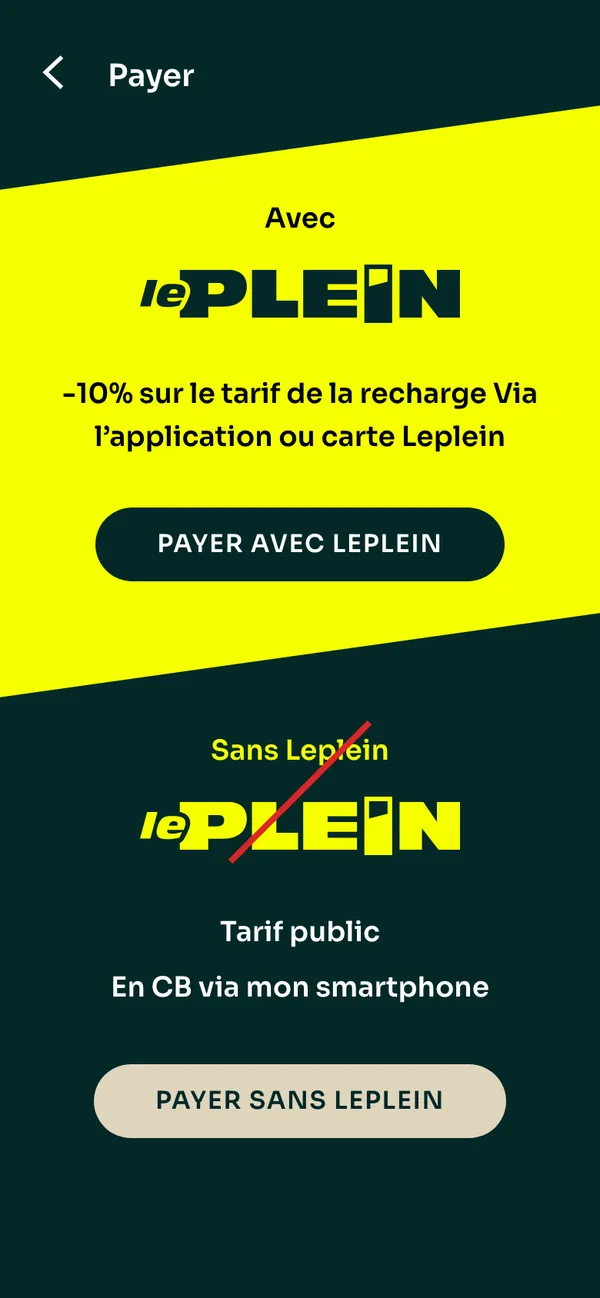 Payer
Avec
lePLEIN
-10% sur le tarif de la recharge Via
l’application ou carte Leplein
PAYER AVEC LEPLEIN
Sans Leplein
lePLEIN
Tarif public
En CB via mon smartphone
PAYER SANS LEPLEIN